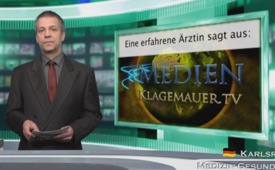 Eine erfahrene Ärztin sagt aus:
MEDIEN
KLAGEMAUER.TV
KARLSR
MEDIZIN GESUND